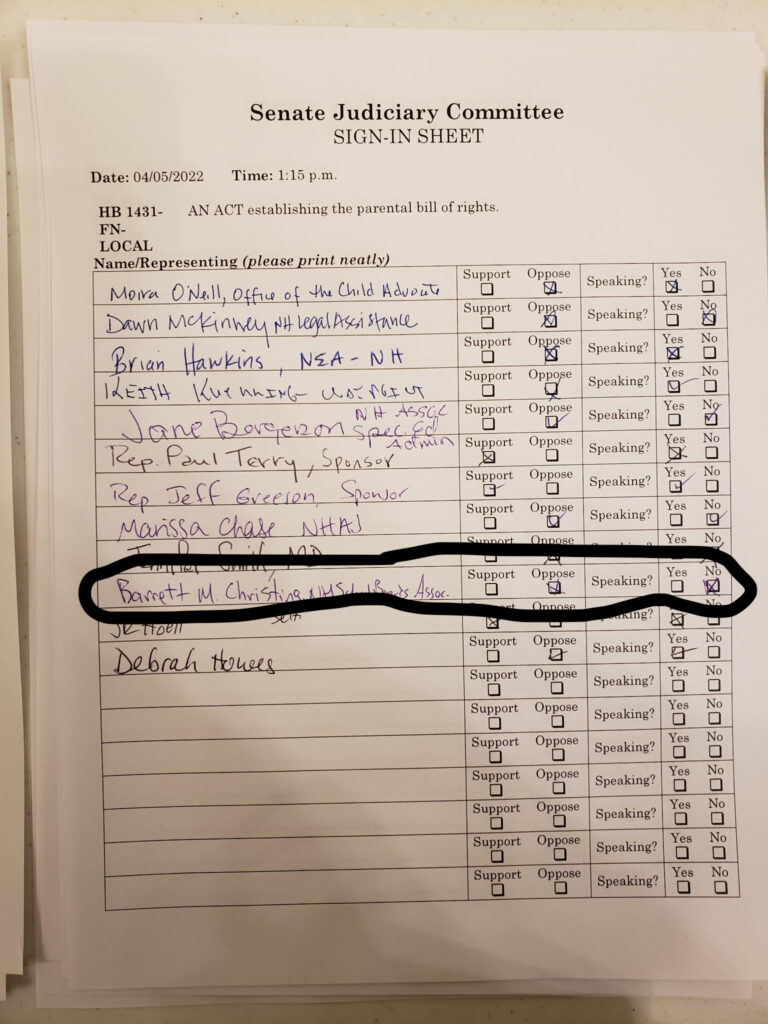 Senate Judiciary Committee
SIGN-IN SHEET
Date: 04/05/2022 Time: 1:15 p.m.
HB 1431- AN ACT establishing the parental bill of rights.
FN-
LOCAL
Name/Representing (please print neatly)
Moira O'Neill, Office of the Child Advocate Support Oppose Speaking? Yes No
Dawn McKinney NH Legal Assistance Support Oppose Speaking? Yes No
Brian Hawkins, NEA-NH Support Oppose Speaking? Yes No
KEITH Support Oppose Speaking? Yes No
Jane Bergeron NH Assoc Spec. Ed Admin Support Oppose Speaking? Yes No
Rep. Paul Terry, Sponsor Support Oppose Speaking? Yes No
Rep Jeff Greeson, Sponsor Support Oppose Speaking? Yes No
Marissa Chase NHAJ Support Oppose Speaking? Yes No
Smith, MD Support Oppose Speaking? Yes No
Barrett M. Christina NH School Boards Assoc. Support Oppose Speaking? Yes No
JR Hoell Self
Debrah Howes Support Oppose Speaking? Yes No
Support Oppose Speaking? Yes No
Support Oppose Speaking? Yes No
Support Oppose Speaking? Yes No
Support Oppose Speaking? Yes No
Support Oppose Speaking? Yes No
Support Oppose Speaking? Yes No
Support Oppose Speaking? Yes No